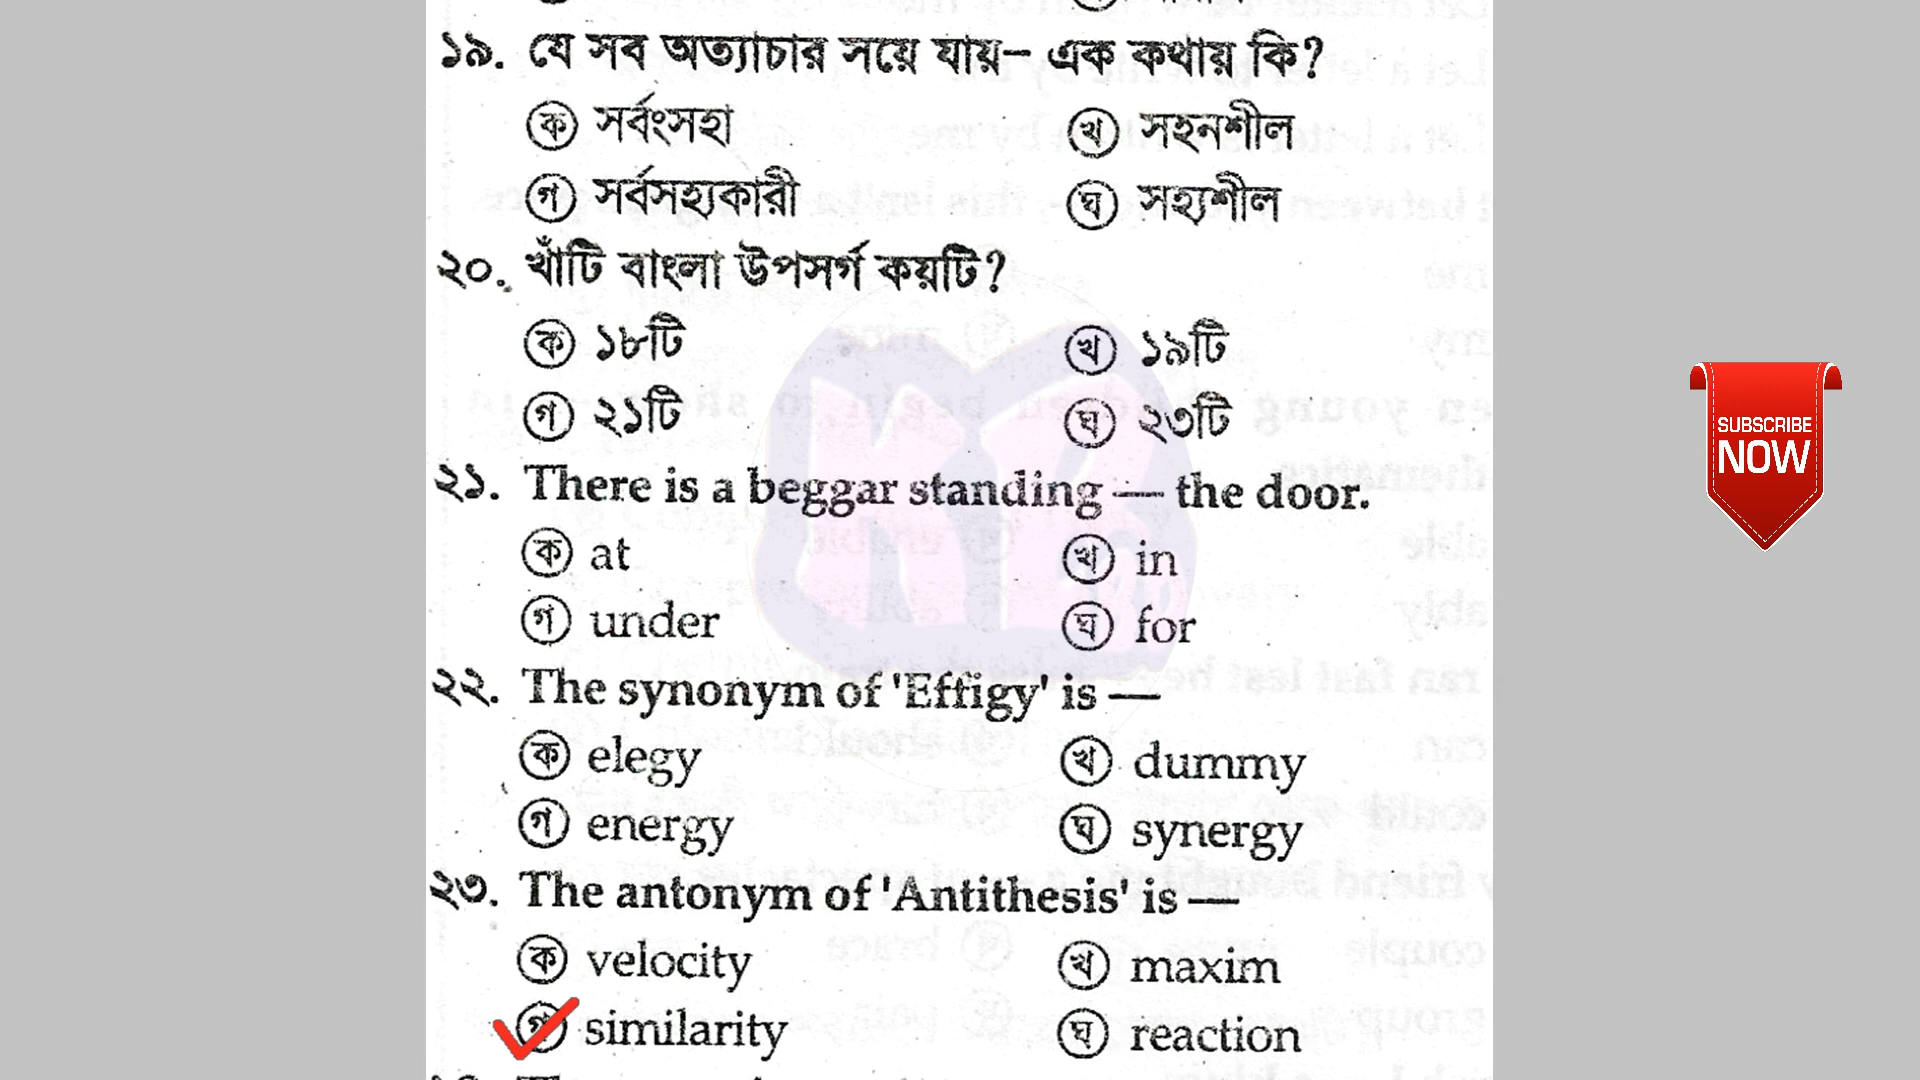 ১৯. যে সব অত্যাচার সয়ে যায়– এক কথায় কি?
ক সর্বংসহা খ সহনশীল
গ সর্বসহ্যকারী ঘ সহ্যশীল
২০. খাঁটি বাংলা উপসর্গ কয়টি?
ক ১৮টি খ ১৯টি
গ ২১টি ঘ ২৩টি
২১. There is a beggar standing — the door.
ক at খ in
গ under ঘ for
২২. The synonym of 'Effigy' is —
ক elegy খ dummy
গ energy ঘ synergy
২৩. The antonym of 'Antithesis' is —
ক velocity খ maxim
গ similarity ঘ reaction
SUBSCRIBE
NOW